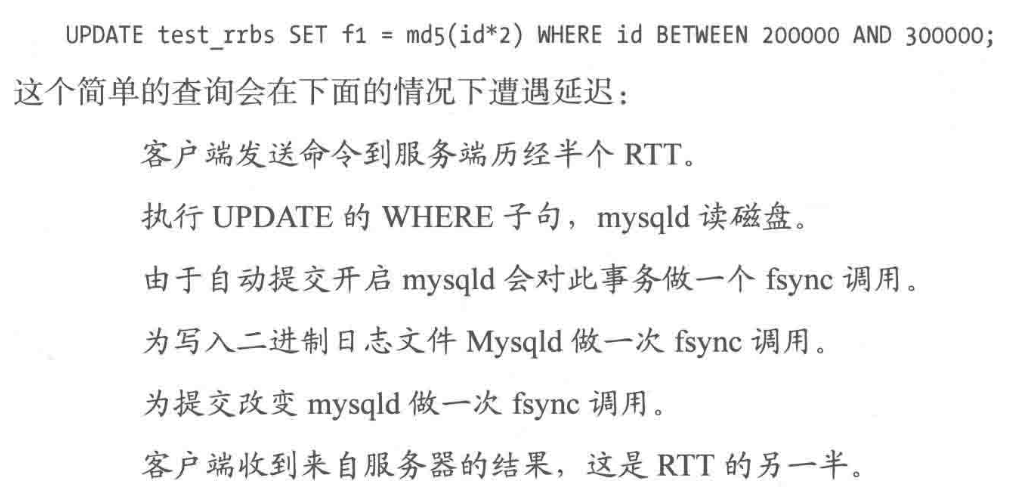 UPDATE test_rrbs SET f1 = md5(id*2) WHERE id BETWEEN 200000 AND 300000;
这个简单的查询会在下面的情况下遭遇延迟：
客户端发送命令到服务端历经半个 RTT。
执行 UPDATE 的 WHERE 子句，mysqld 读磁盘。
由于自动提交开启 mysqld 会对此事务做一个 fsync 调用。
为写入二进制日志文件 Mysqld 做一次 fsync 调用。
为提交改变 mysqld 做一次 fsync 调用。
客户端收到来自服务器的结果，这是 RTT 的另一半。